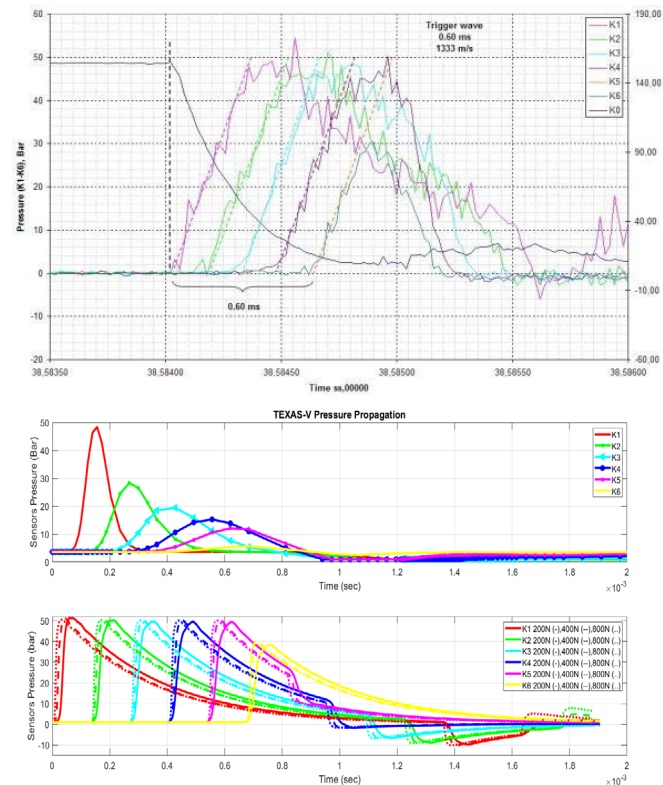 60
50
40
30
20
10
0
-10
-20
Pressure (K1-K6), Bar
Trigger wave
0.60 ms
1333 m/s
K1
K2
K3
K4
K5
K6
K0
190,00
140,00
90,00
40,00
-10,00
-60,00
0.60 ms
38,58350
38,58400
38,58450
38,58500
38,58550
38,58600
Time ss,00000
TEXAS-V Pressure Propagation
Sensors Pressure (Bar)
50
40
30
20
10
0
K1
K2
K3
K4
K5
K6
0
0.2
0.4
0.6
0.8
1
1.2
1.4
1.6
1.8
2
Time (sec)
×10⁻³
Sensors Pressure (bar)
50
40
30
20
10
0
-10
K1 200N (-),400N (--),800N (..)
K2 200N (-),400N (--),800N (..)
K3 200N (-),400N (--),800N (..)
K4 200N (-),400N (--),800N (..)
K5 200N (-),400N (--),800N (..)
K6 200N (-),400N (--),800N (..)
0
0.2
0.4
0.6
0.8
1
1.2
1.4
1.6
1.8
2
Time (sec)
×10⁻³